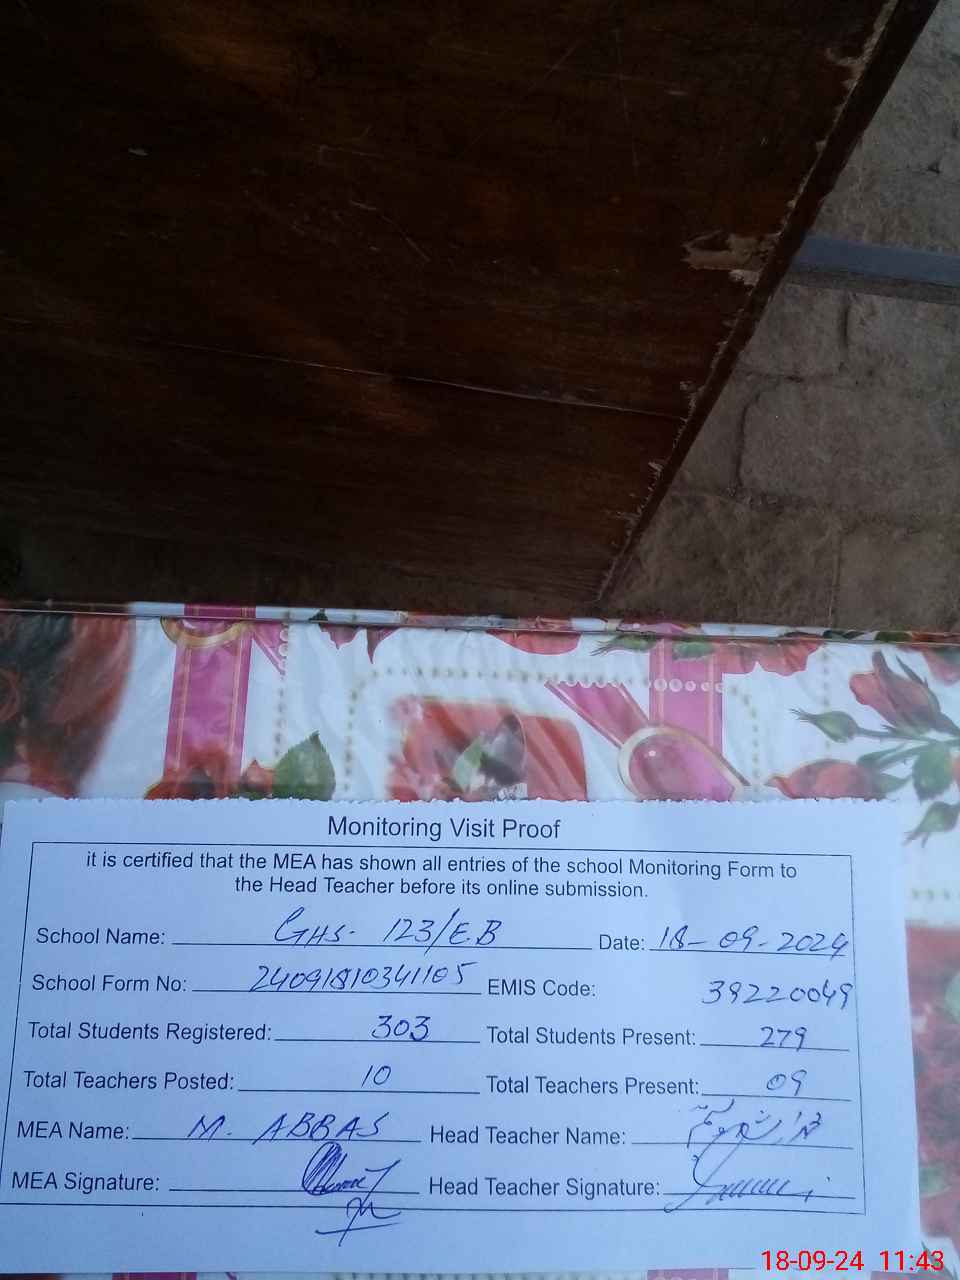 Monitoring Visit Proof
it is certified that the MEA has shown all entries of the school Monitoring Form to
the Head Teacher before its online submission.
School Name: GHS- 123/E.B Date: 18-09-2024
School Form No: 24091810341105 EMIS Code: 39220049
Total Students Registered: 303 Total Students Present: 279
Total Teachers Posted: 10 Total Teachers Present: 09
MEA Name: M. ABBAS Head Teacher Name:
MEA Signature: Head Teacher Signature:
18-09-24 11:43